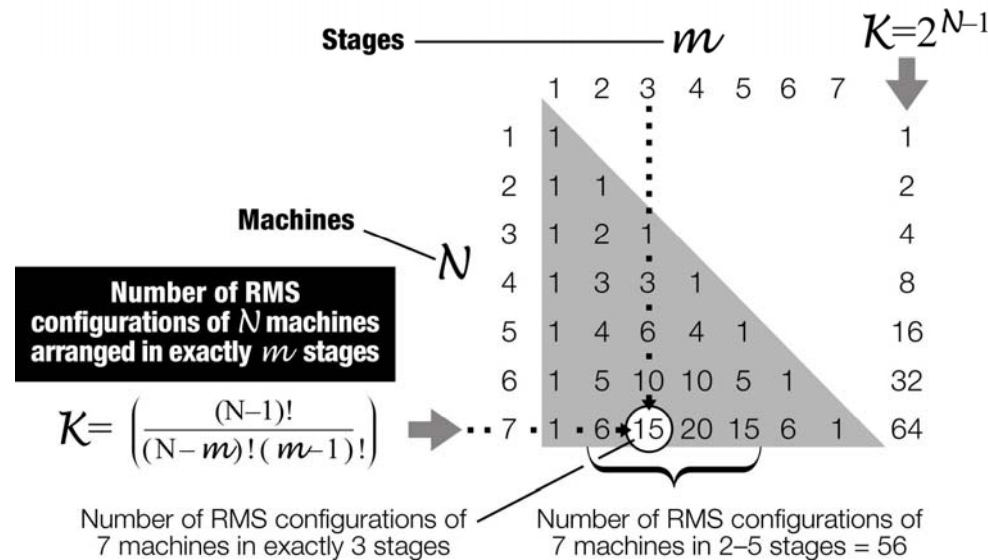 Stages m K=2^{N–1}
1 2 3 4 5 6 7
1 1 1
2 1 1 2
Machines
3 1 2 1 4
N
4 1 3 3 1 8
Number of RMS
configurations of N machines
arranged in exactly m stages
5 1 4 6 4 1 16
6 1 5 10 10 5 1 32
K= ( (N–1)! / (N–m)!(m–1)! )
7 1 6 15 20 15 6 1 64
Number of RMS configurations of
7 machines in exactly 3 stages
Number of RMS configurations of
7 machines in 2–5 stages = 56